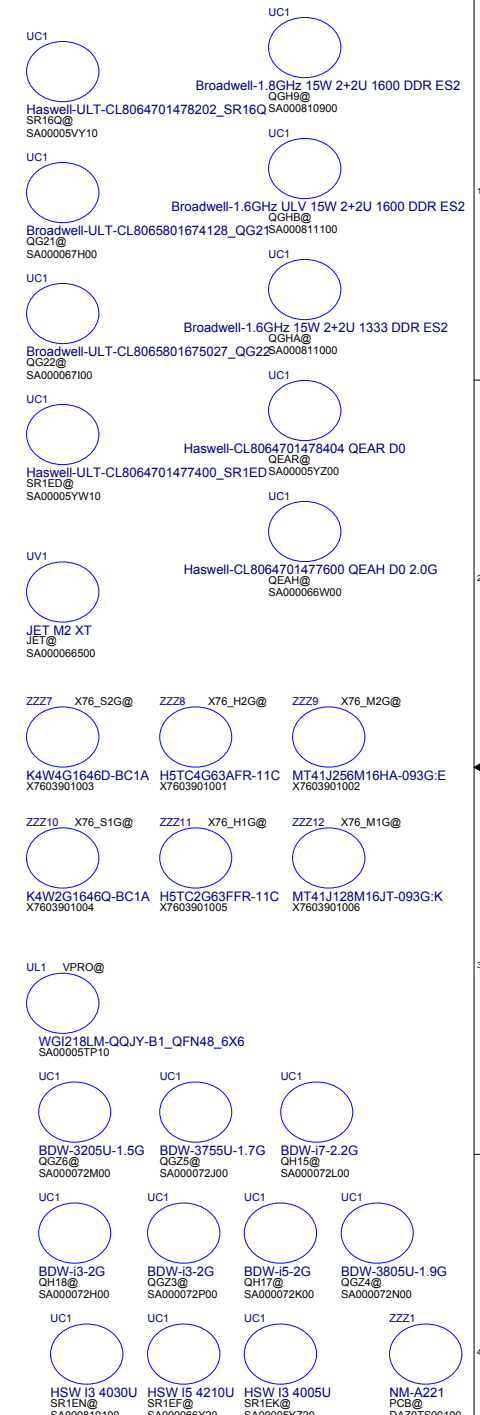 UC1
Haswell-ULT-CL8064701478202_SR16Q
SR16Q@
SA00005VY10
UC1
Broadwell-1.8GHz 15W 2+2U 1600 DDR ES2
QGH9@
SA000810900
UC1
Broadwell-ULT-CL8065801674128_QG21
QG21@
SA000067H00
UC1
Broadwell-1.6GHz ULV 15W 2+2U 1600 DDR ES2
QGHB@
SA000811100
1
UC1
Broadwell-ULT-CL8065801675027_QG22
QG22@
SA000067I00
UC1
Broadwell-1.6GHz 15W 2+2U 1333 DDR ES2
QGHA@
SA000811000
UC1
Haswell-ULT-CL8064701477400_SR1ED
SR1ED@
SA00005YW10
UC1
Haswell-CL8064701478404 QEAR D0
QEAR@
SA00005YZ00
UC1
Haswell-CL8064701477600 QEAH D0 2.0G
QEAH@
SA000066W00
2
UV1
JET M2 XT
JET@
SA000066500
ZZZ7 X76_S2G@
K4W4G1646D-BC1A
X7603901003
ZZZ8 X76_H2G@
H5TC4G63AFR-11C
X7603901001
ZZZ9 X76_M2G@
MT41J256M16HA-093G:E
X7603901002
ZZZ10 X76_S1G@
K4W2G1646Q-BC1A
X7603901004
ZZZ11 X76_H1G@
H5TC2G63FFR-11C
X7603901005
ZZZ12 X76_M1G@
MT41J128M16JT-093G:K
X7603901006
3
UL1 VPRO@
WGI218LM-QQJY-B1_QFN48_6X6
SA00005TP10
UC1
BDW-3205U-1.5G
QGZ6@
SA000072M00
UC1
BDW-3755U-1.7G
QGZ5@
SA000072J00
UC1
BDW-i7-2.2G
QH15@
SA000072L00
UC1
BDW-i3-2G
QH18@
SA000072H00
UC1
BDW-i3-2G
QGZ3@
SA000072P00
UC1
BDW-i5-2G
QH17@
SA000072K00
UC1
BDW-3805U-1.9G
QGZ4@
SA000072N00
UC1
HSW I3 4030U
SR1EN@
UC1
HSW I5 4210U
SR1EF@
UC1
HSW I3 4005U
SR1EK@
ZZZ1
NM-A221
PCB@
4